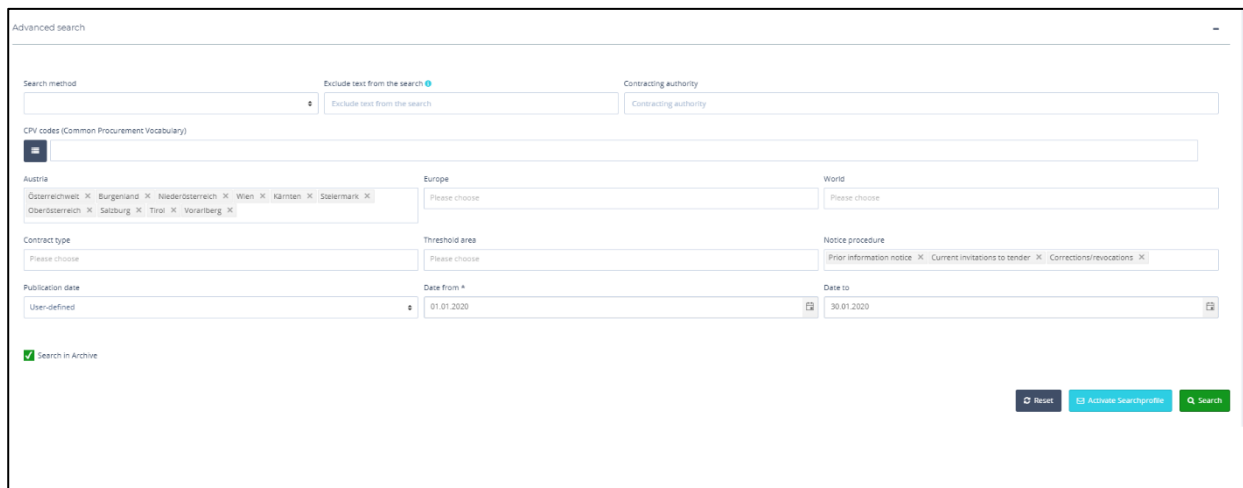 Advanced search
Search method Exclude text from the search Contracting authority
Exclude text from the search Contracting authority
CPV codes (Common Procurement Vocabulary)
Austria Europe World
Österreichweit × Burgenland × Niederösterreich × Wien × Kärnten × Steiermark × Please choose Please choose
Oberösterreich × Salzburg × Tirol × Vorarlberg ×
Contract type Threshold area Notice procedure
Please choose Please choose Prior information notice × Current invitations to tender × Corrections/revocations ×
Publication date Date from * Date to
User-defined 01.01.2020 30.01.2020
Search in Archive
Reset Activate Searchprofile Search